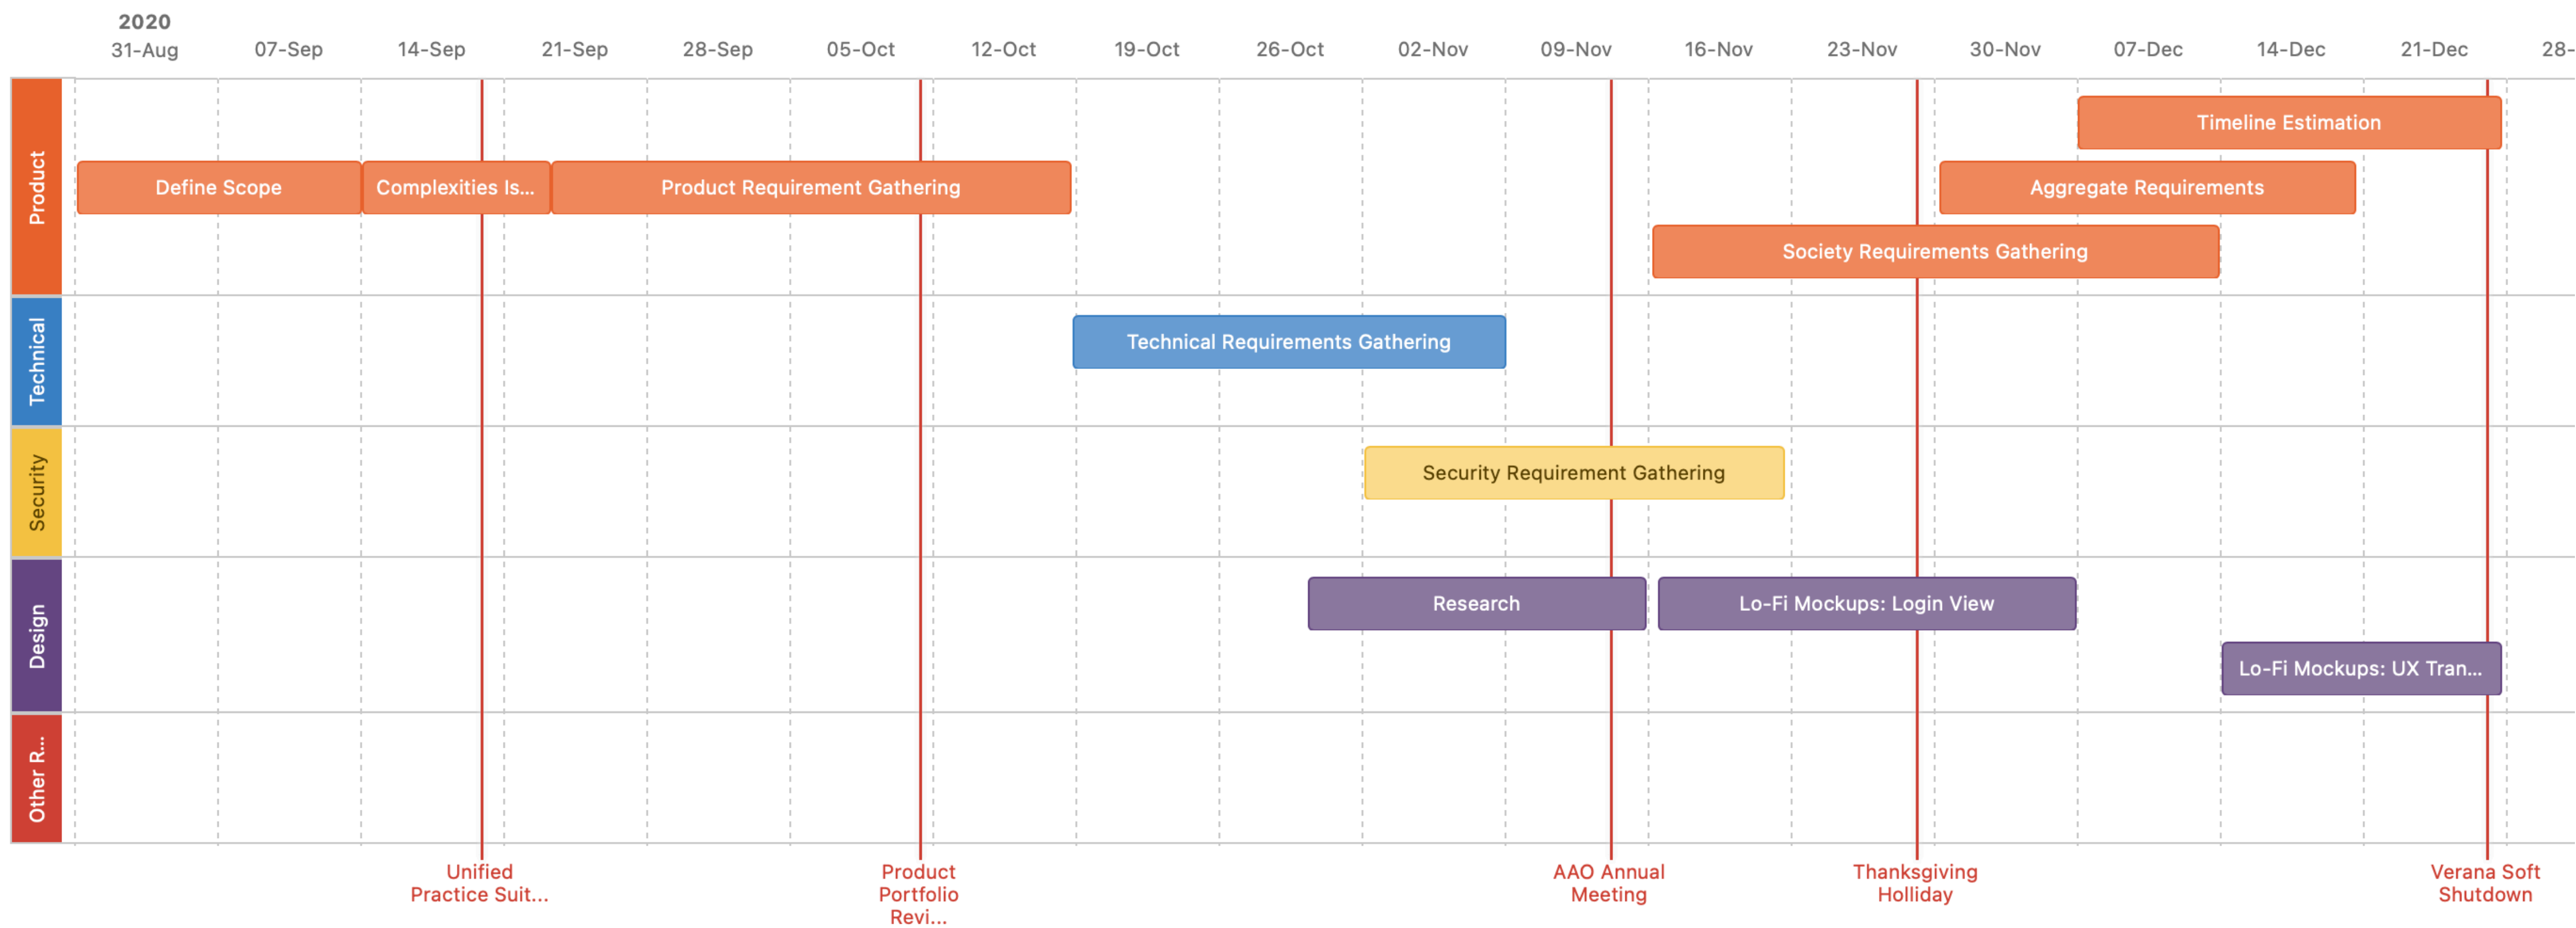 2020
31-Aug 07-Sep 14-Sep 21-Sep 28-Sep 05-Oct 12-Oct 19-Oct 26-Oct 02-Nov 09-Nov 16-Nov 23-Nov 30-Nov 07-Dec 14-Dec 21-Dec 28-
Product
Timeline Estimation
Define Scope
Complexities Is...
Product Requirement Gathering
Aggregate Requirements
Society Requirements Gathering
Technical
Technical Requirements Gathering
Security
Security Requirement Gathering
Design
Research
Lo-Fi Mockups: Login View
Lo-Fi Mockups: UX Tran...
Other R...
Unified
Practice Suit...
Product
Portfolio
Revi...
AAO Annual
Meeting
Thanksgiving
Holliday
Verana Soft
Shutdown